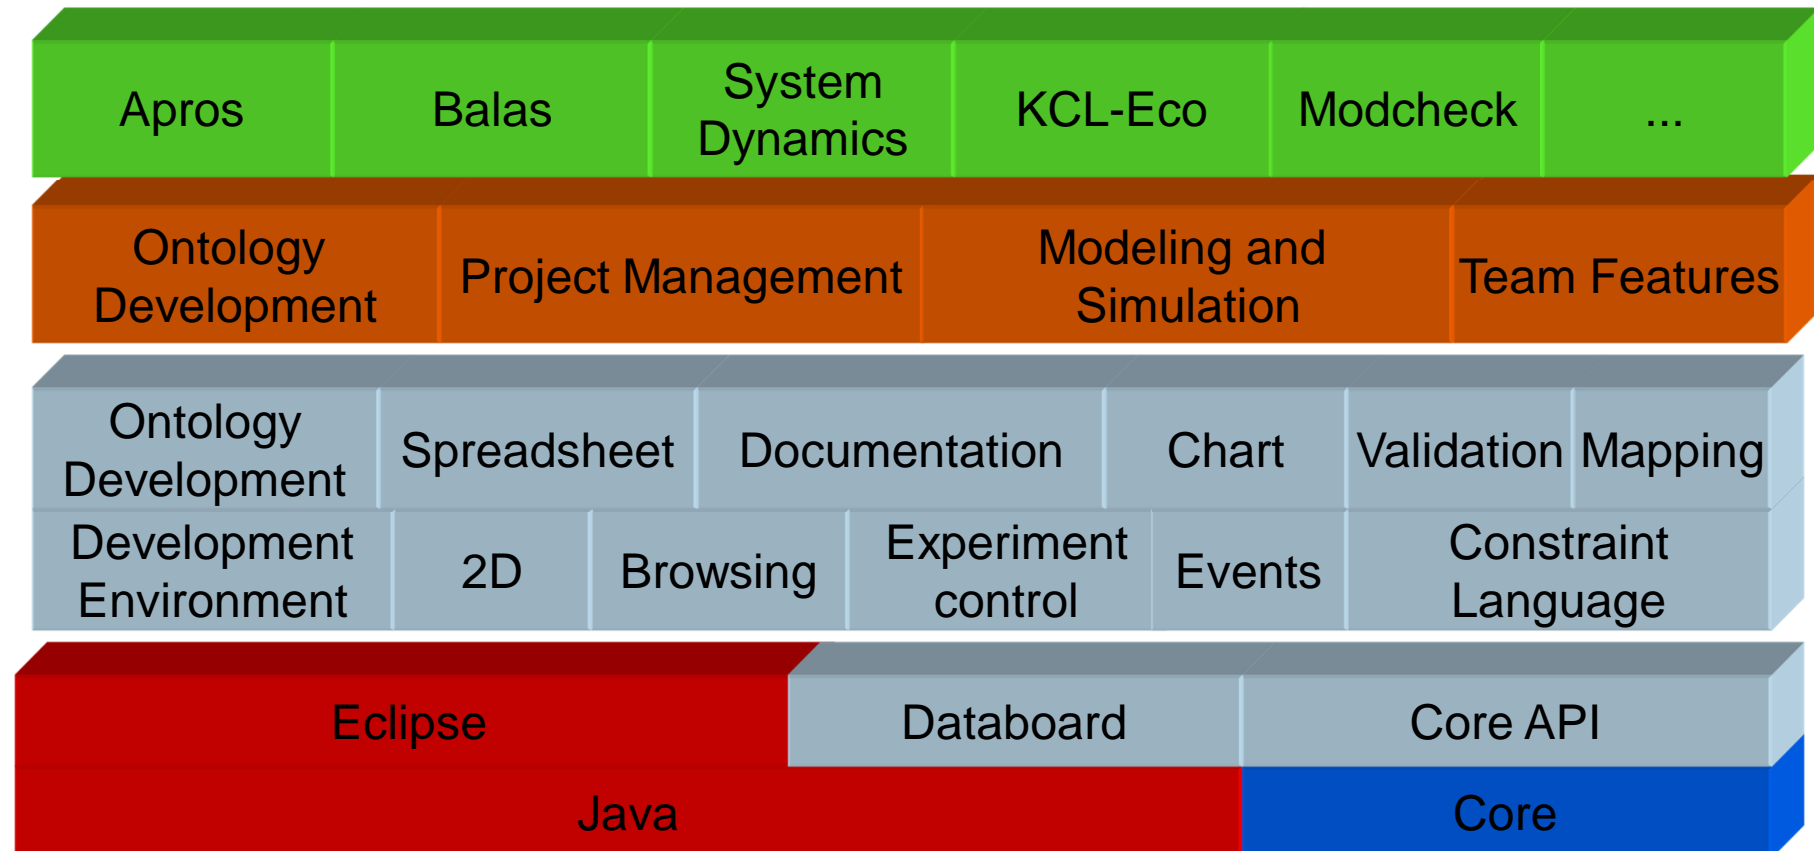 Apros
Balas
System
Dynamics
KCL-Eco
Modcheck
...
Ontology
Development
Project Management
Modeling and
Simulation
Team Features
Ontology
Development
Spreadsheet
Documentation
Chart
Validation
Mapping
Development
Environment
2D
Browsing
Experiment
control
Events
Constraint
Language
Eclipse
Databoard
Core API
Java
Core